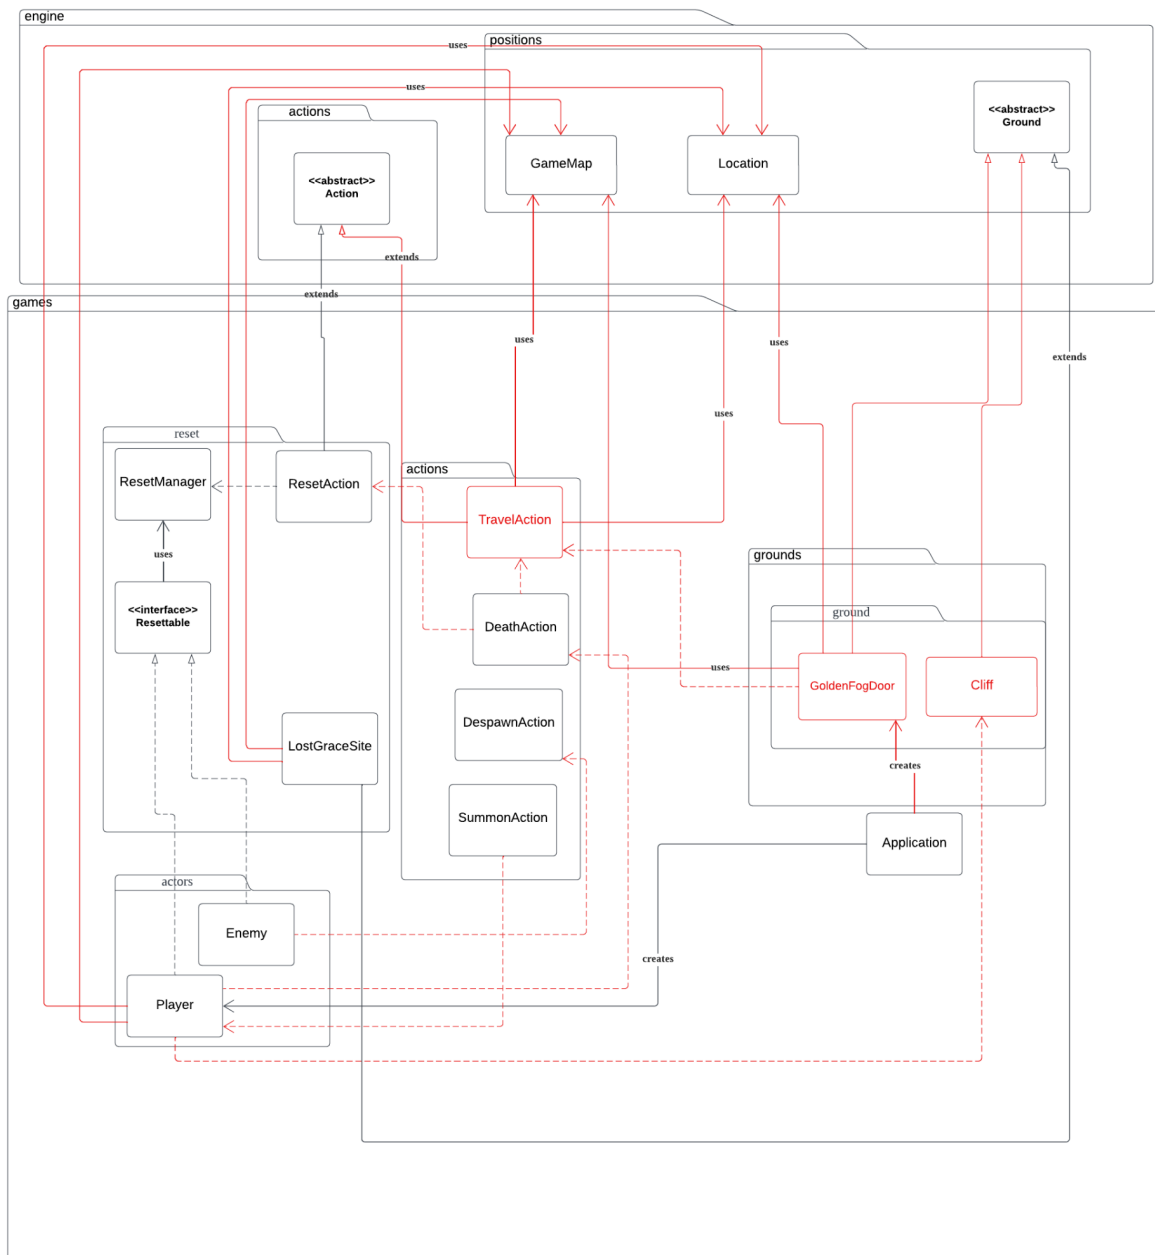 engine
positions
uses
uses
actions
<<abstract>>
Ground
GameMap
Location
<<abstract>>
Action
extends
extends
games
uses
uses
extends
uses
reset
actions
ResetManager
ResetAction
TravelAction
uses
grounds
<<interface>>
Resettable
ground
DeathAction
uses
GoldenFogDoor
Cliff
DespawnAction
LostGraceSite
creates
SummonAction
Application
actors
Enemy
creates
Player